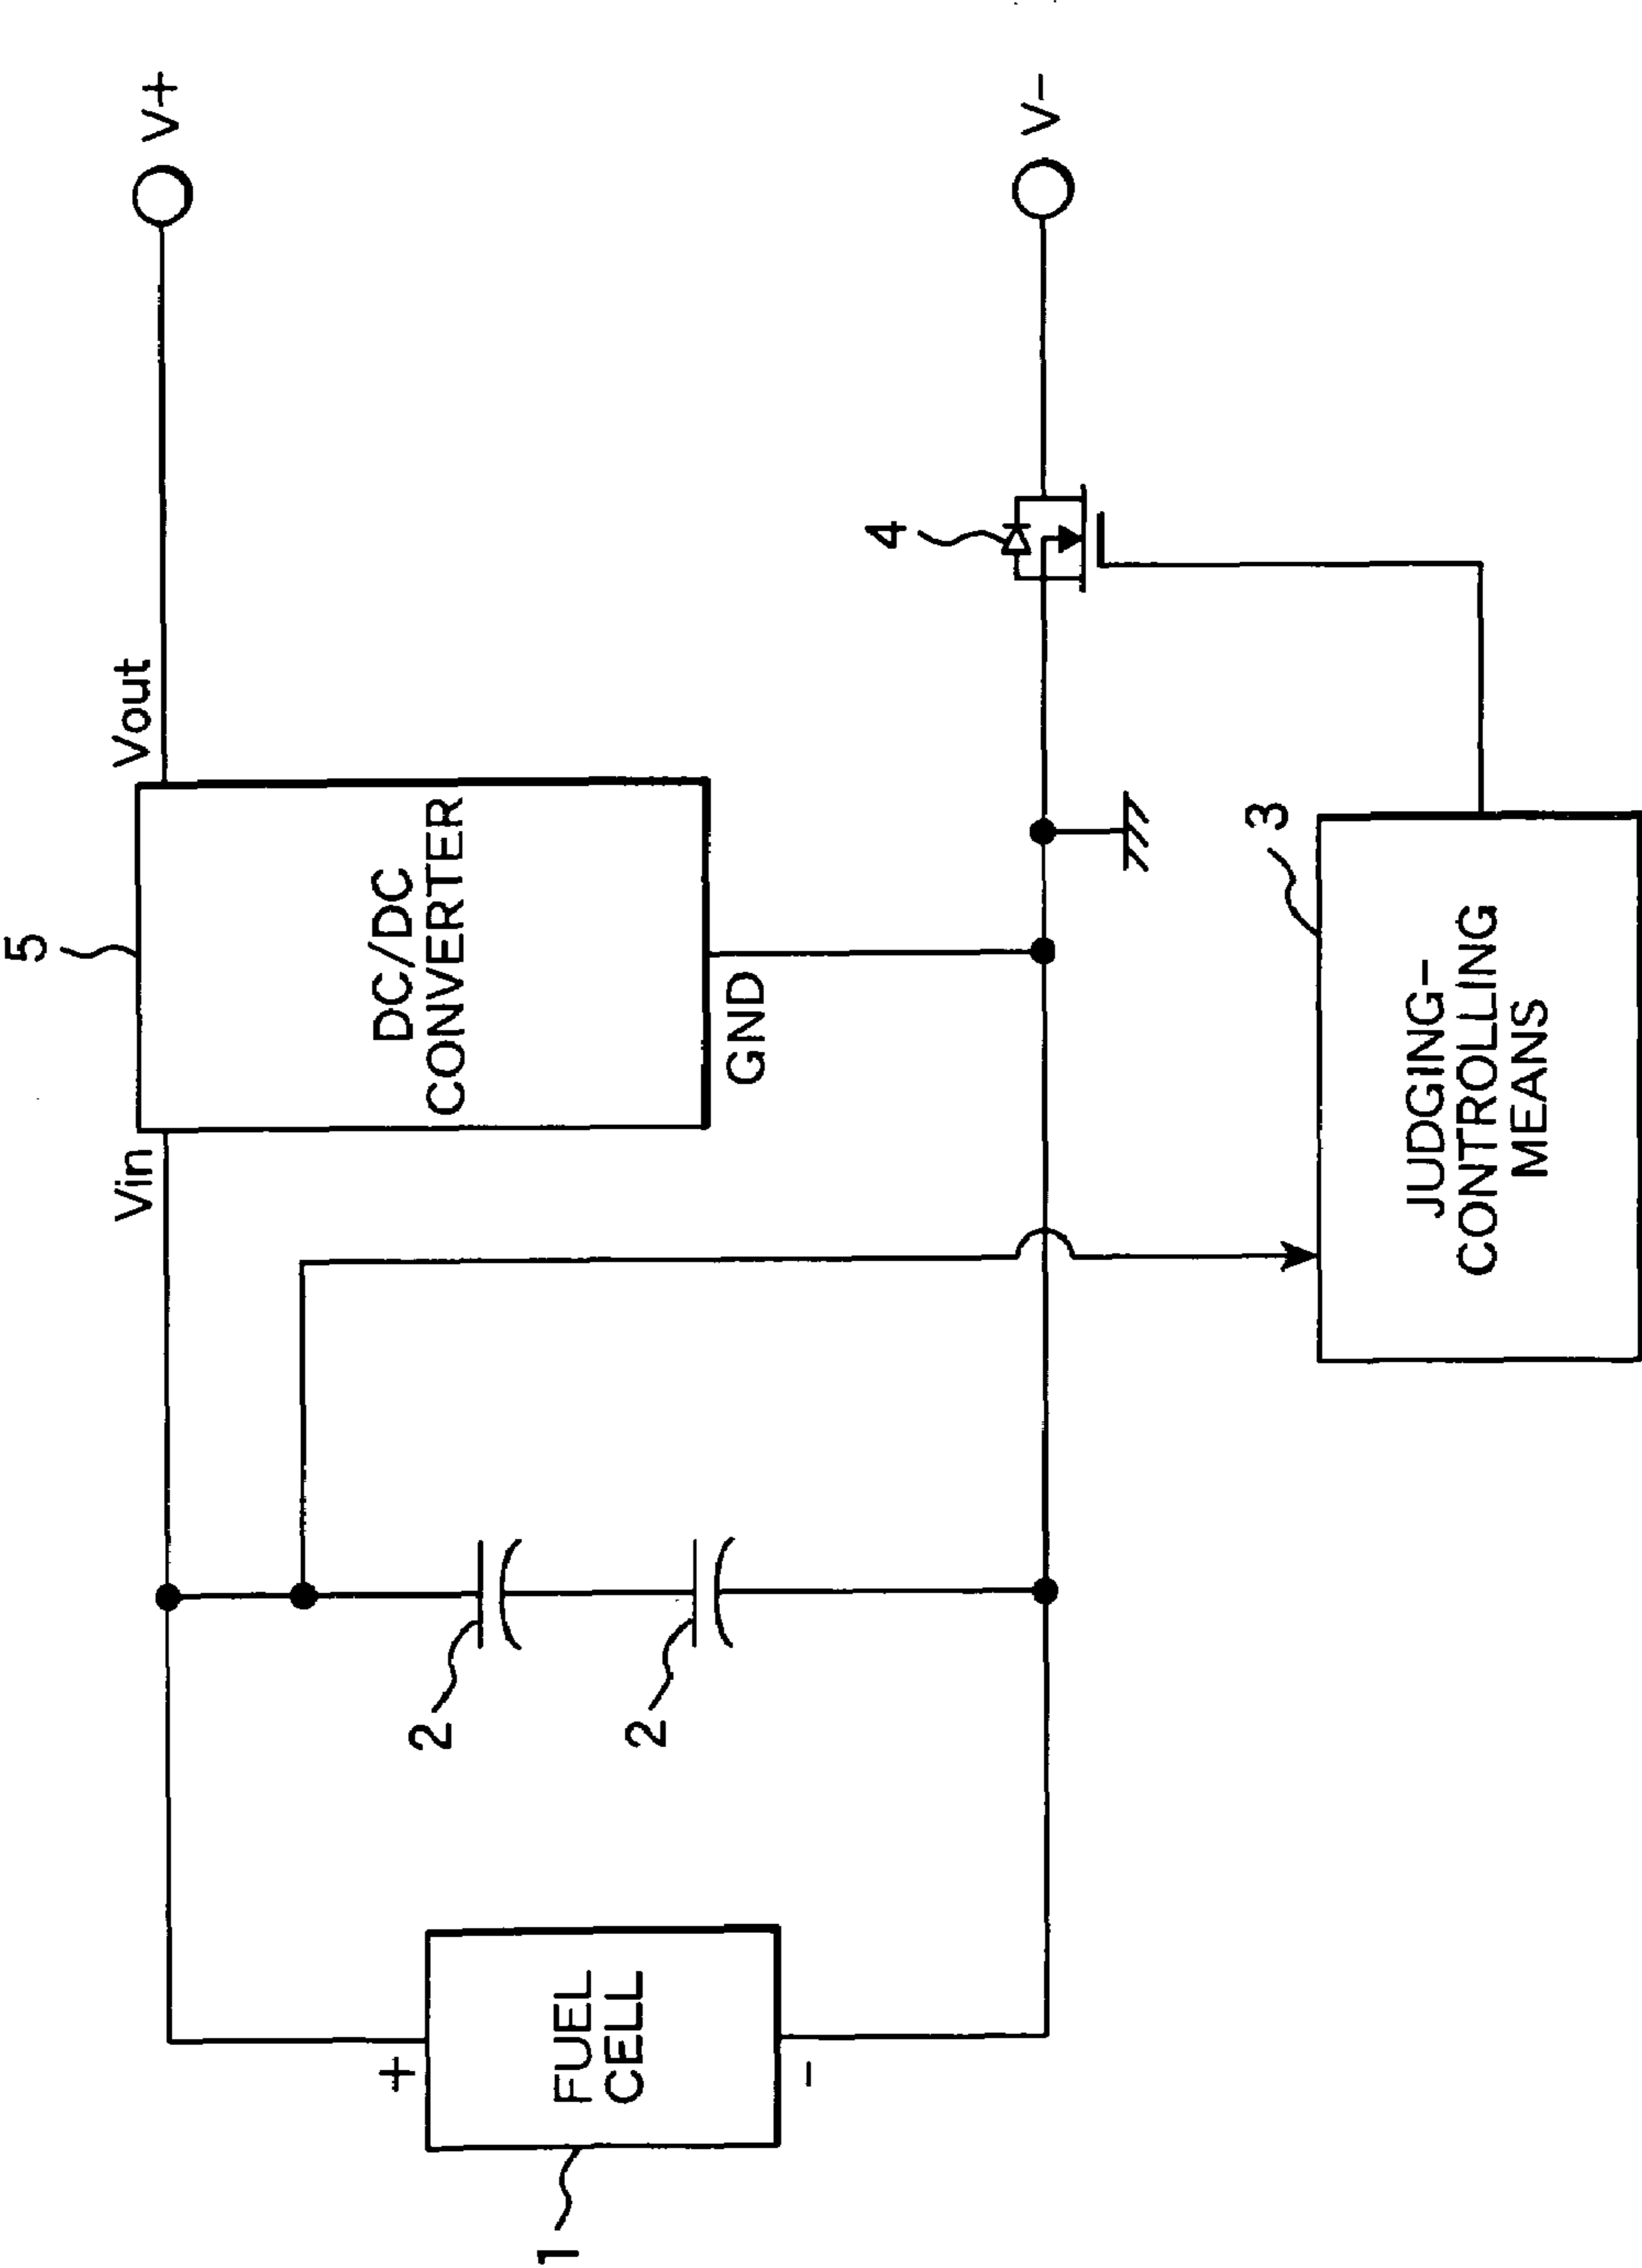 5
Vin
Vout
V+
DC/DC
CONVERTER
GND
1
+
FUEL
CELL
-
2
2
4
V-
3
JUDGING-
CONTROLLING
MEANS